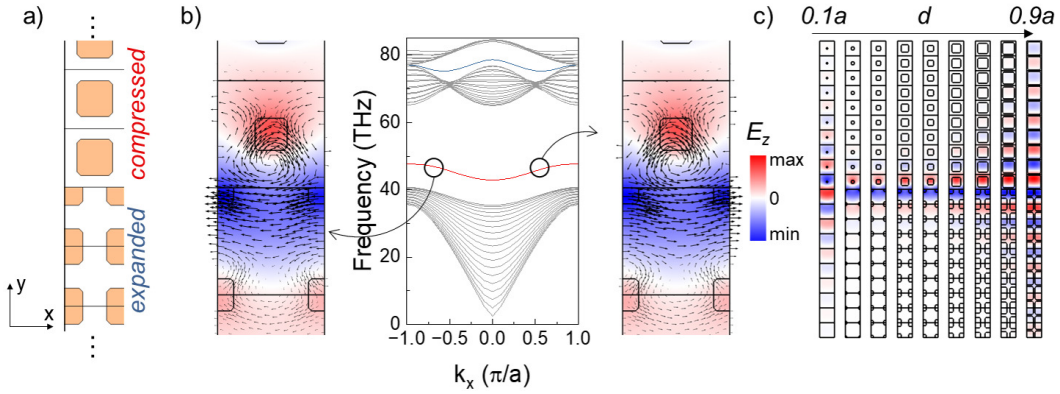 a)
⋮
compressed
expanded
⋮
y
x
b)
Frequency (THz)
80
60
40
20
0
−1.0 −0.5 0.0 0.5 1.0
k_x (π/a)
E_z
max
0
min
c)
0.1a d 0.9a